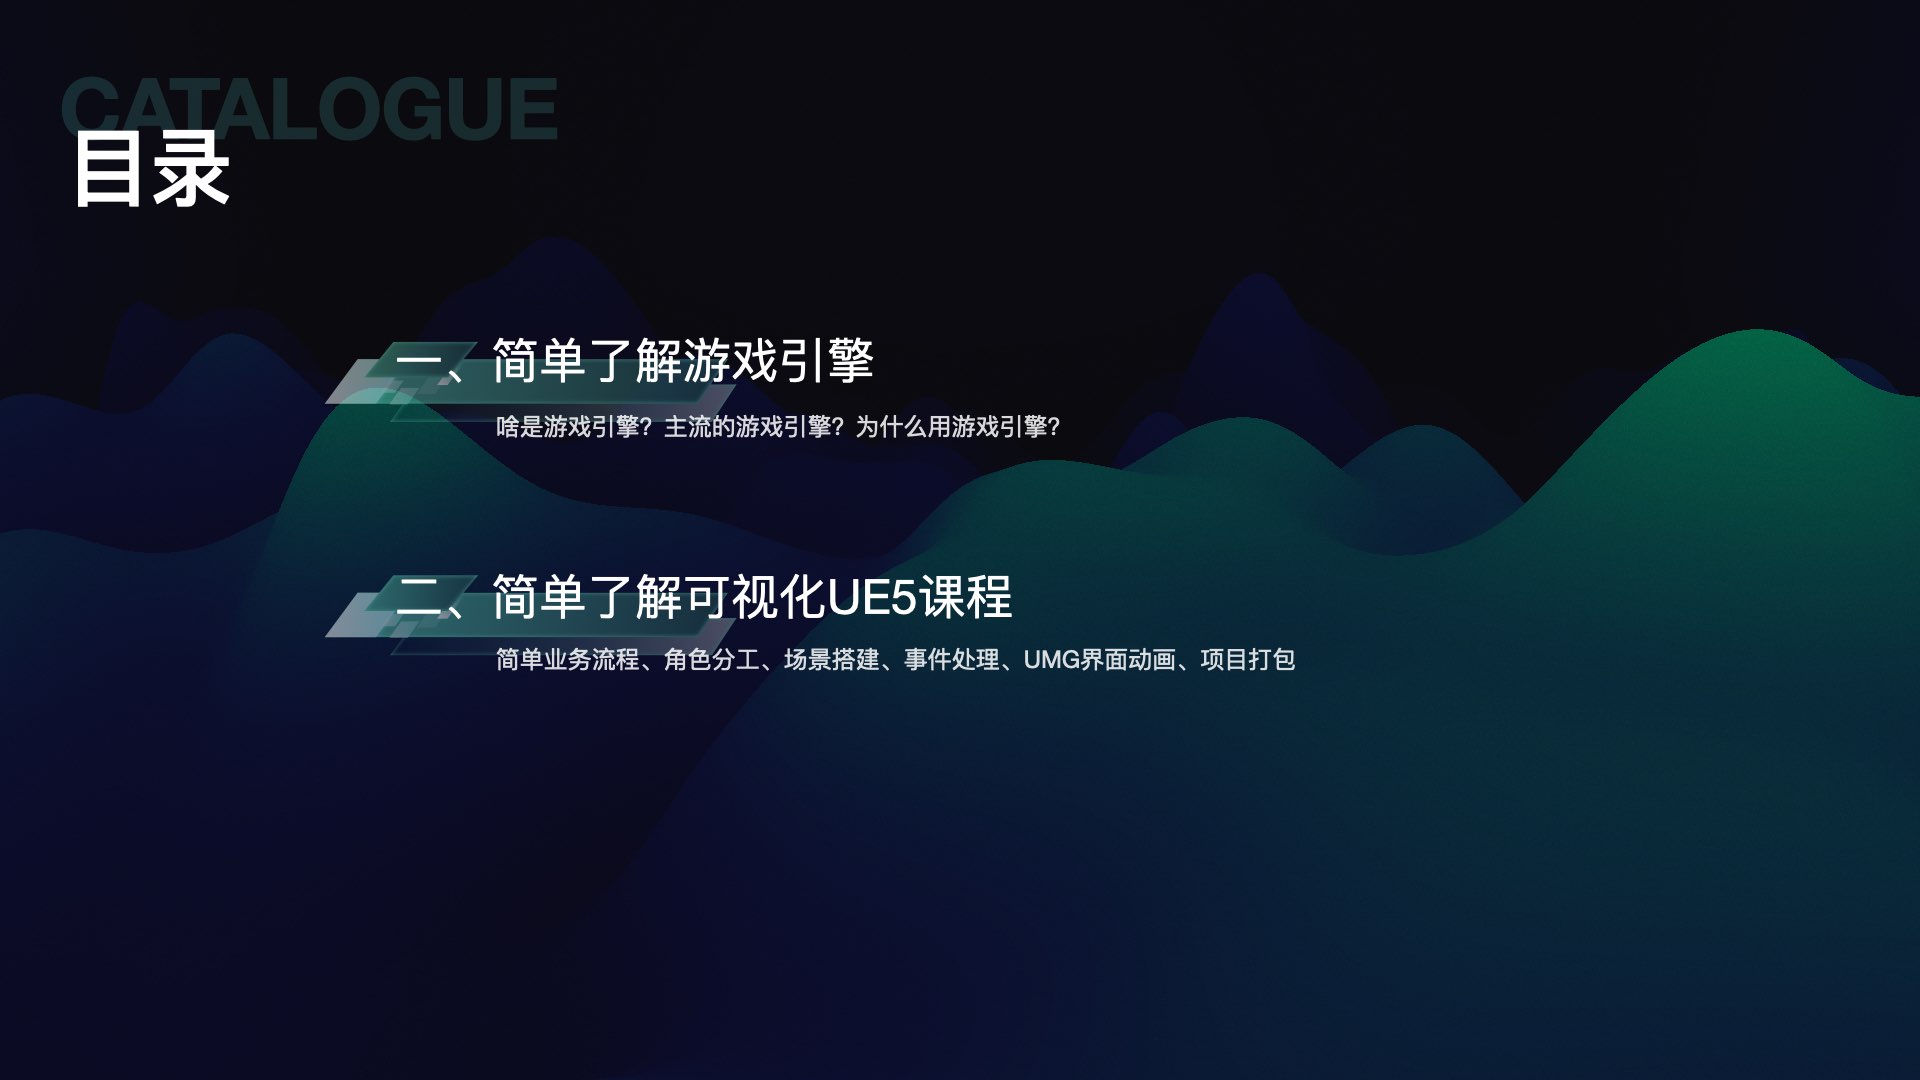 CATALOGUE
目录
一、简单了解游戏引擎
啥是游戏引擎？主流的游戏引擎？为什么用游戏引擎？
二、简单了解可视化UE5课程
简单业务流程、角色分工、场景搭建、事件处理、UMG界面动画、项目打包